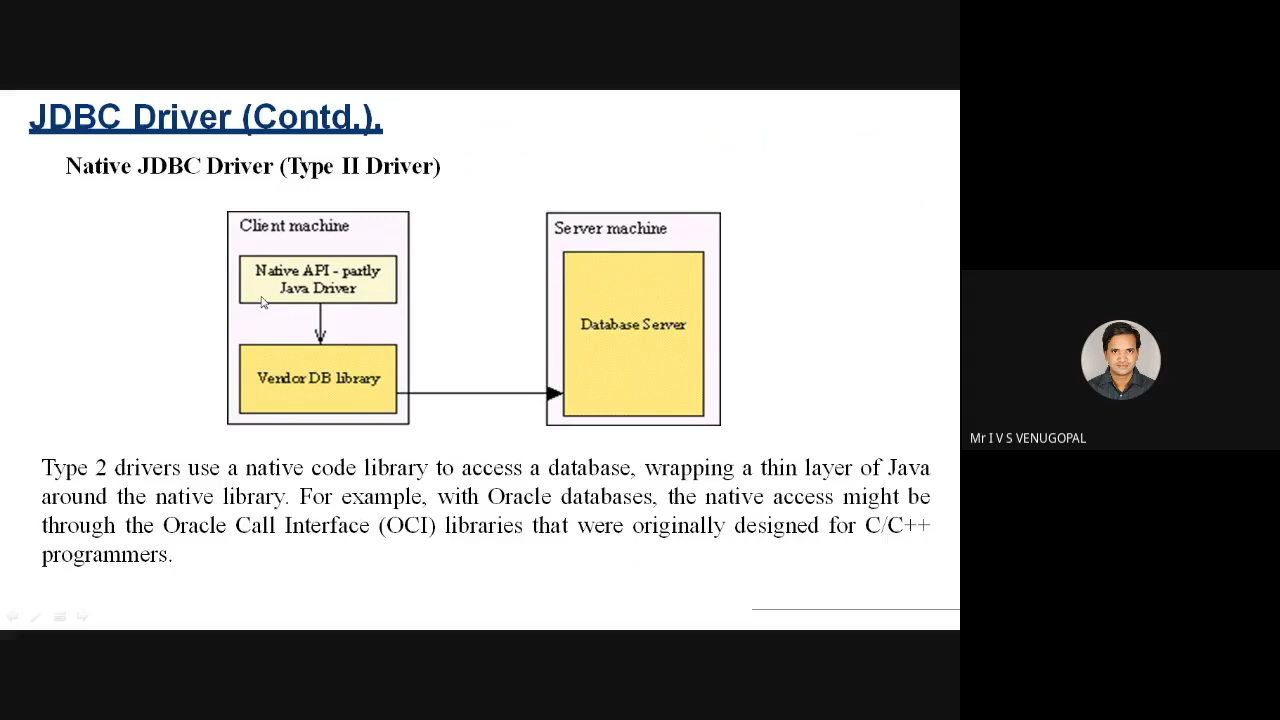 JDBC Driver (Contd.).
Native JDBC Driver (Type II Driver)
Client machine
Native API - partly
Java Driver
Vendor DB library
Server machine
Database Server
Type 2 drivers use a native code library to access a database, wrapping a thin layer of Java
around the native library. For example, with Oracle databases, the native access might be
through the Oracle Call Interface (OCI) libraries that were originally designed for C/C++
programmers.
Mr I V S VENUGOPAL